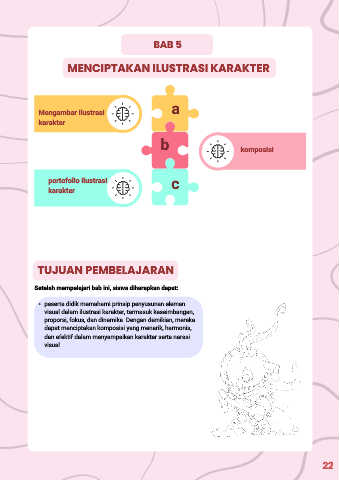 BAB 5
MENCIPTAKAN ILUSTRASI KARAKTER
Mengambar ilustrasi
karakter
a
b
komposisi
portofolio ilustrasi
karakter
c
TUJUAN PEMBELAJARAN
Setelah mempelajari bab ini, siswa diharapkan dapat:
• peserta didik memahami prinsip penyusunan elemen
visual dalam ilustrasi karakter, termasuk keseimbangan,
proporsi, fokus, dan dinamika. Dengan demikian, mereka
dapat menciptakan komposisi yang menarik, harmonis,
dan efektif dalam menyampaikan karakter serta narasi
visual
22